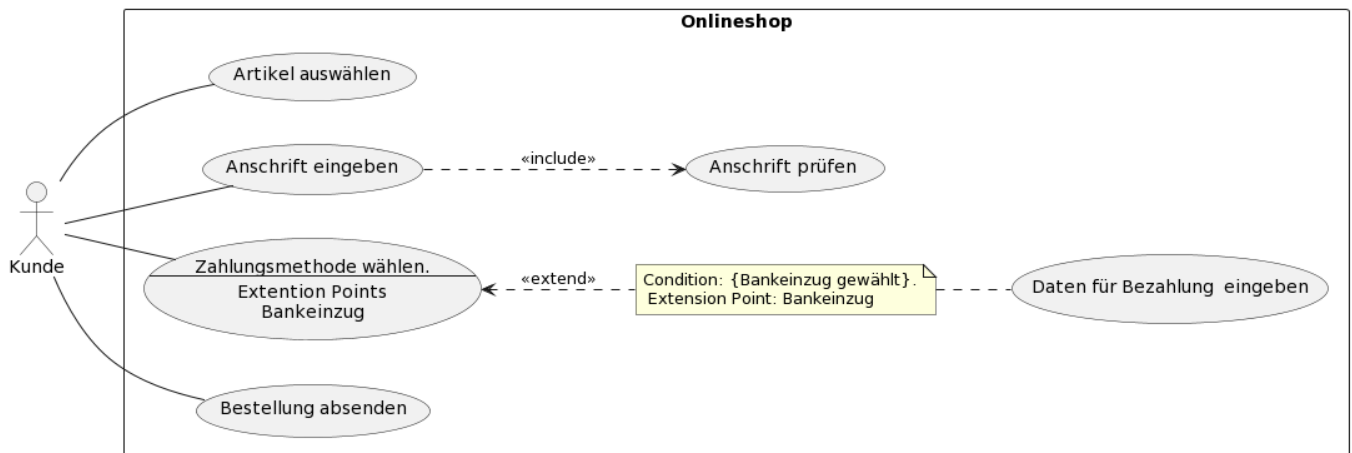 Onlineshop
Artikel auswählen
Anschrift eingeben
«include»
Anschrift prüfen
Kunde
Zahlungsmethode wählen.
Extention Points
Bankeinzug
«extend»
Condition: {Bankeinzug gewählt}.
Extension Point: Bankeinzug
Daten für Bezahlung  eingeben
Bestellung absenden